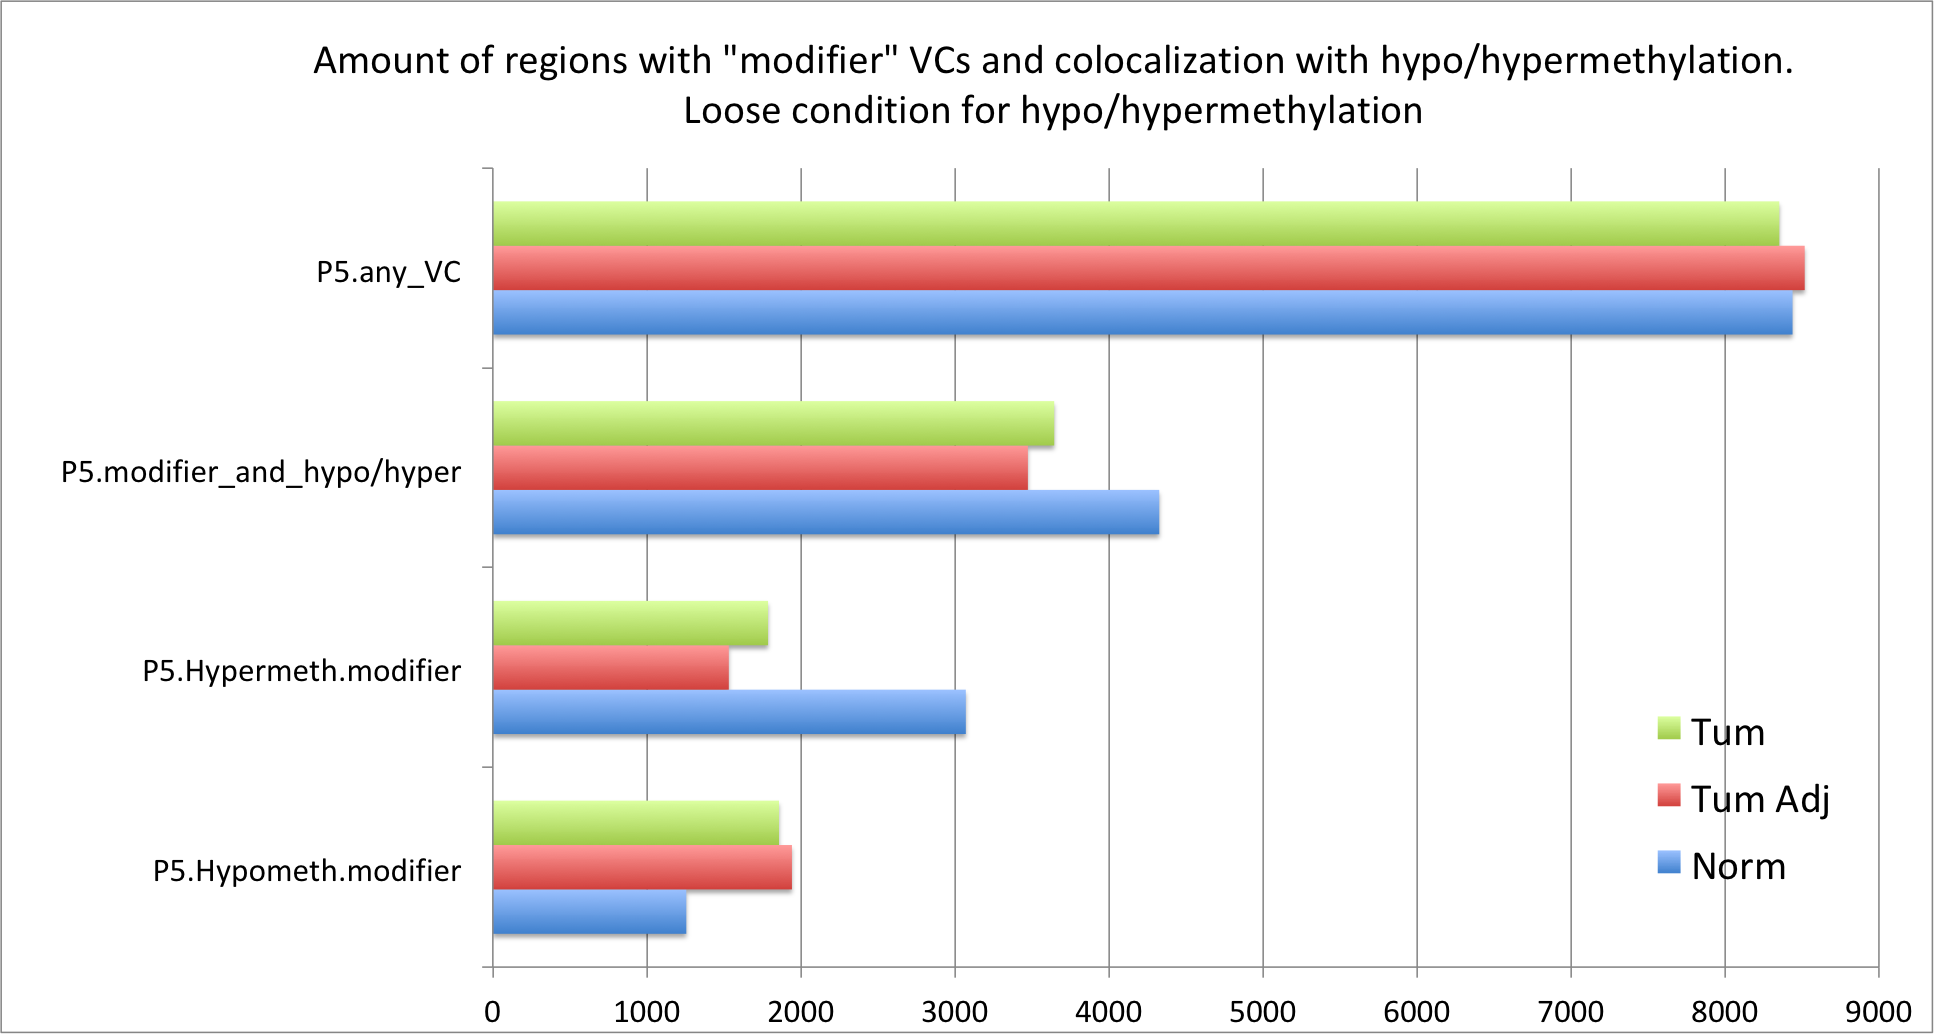 Amount of regions with "modifier" VCs and colocalization with hypo/hypermethylation.
Loose condition for hypo/hypermethylation
P5.any_VC
P5.modifier_and_hypo/hyper
P5.Hypermeth.modifier
P5.Hypometh.modifier
Tum
Tum Adj
Norm
0 1000 2000 3000 4000 5000 6000 7000 8000 9000